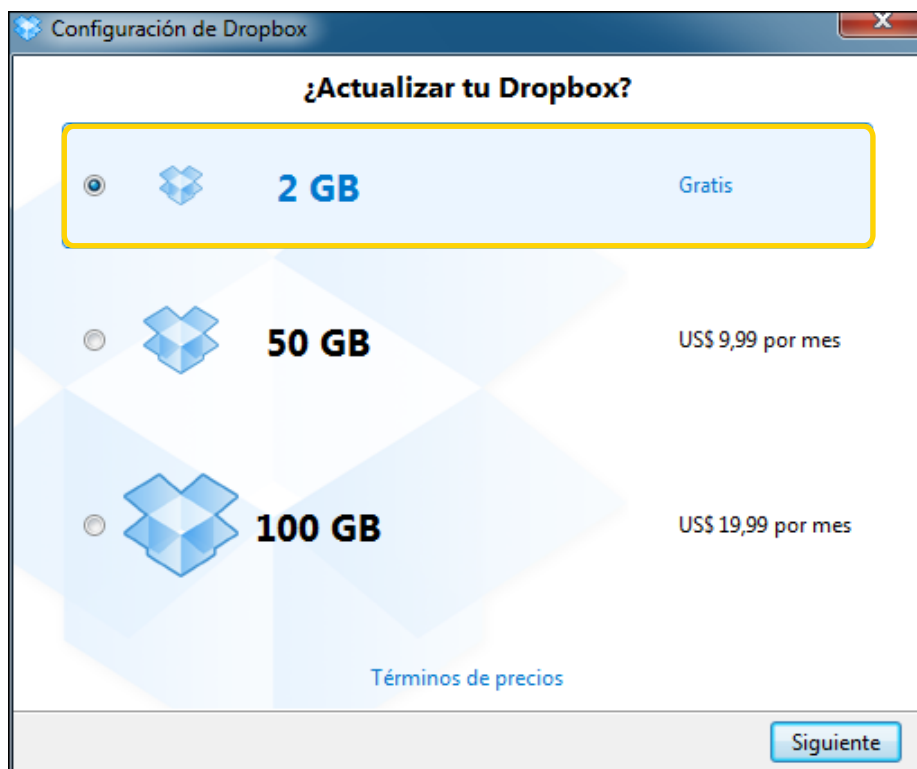 Configuración de Dropbox
¿Actualizar tu Dropbox?
2 GB Gratis
50 GB US$ 9,99 por mes
100 GB US$ 19,99 por mes
Términos de precios
Siguiente